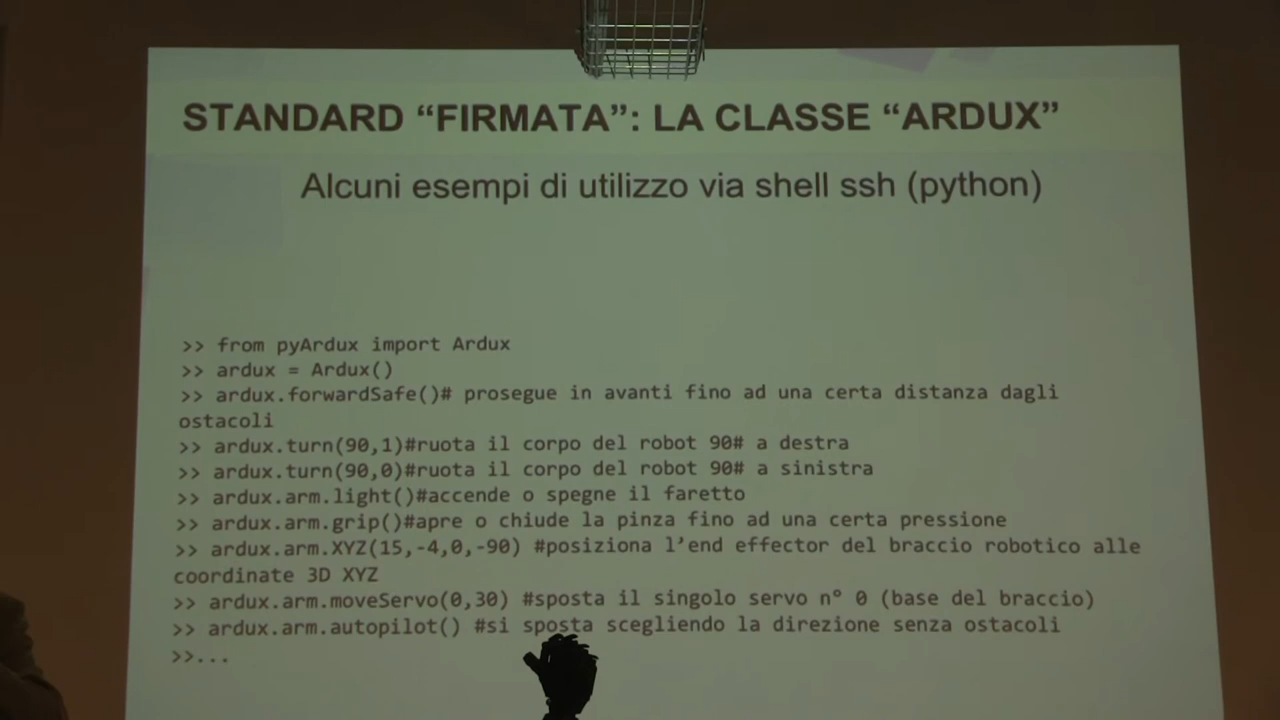 STANDARD “FIRMATA”: LA CLASSE “ARDUX”
Alcuni esempi di utilizzo via shell ssh (python)
>> from pyArdux import Ardux
>> ardux = Ardux()
>> ardux.forwardSafe()# prosegue in avanti fino ad una certa distanza dagli
ostacoli
>> ardux.turn(90,1)#ruota il corpo del robot 90# a destra
>> ardux.turn(90,0)#ruota il corpo del robot 90# a sinistra
>> ardux.arm.light()#accende o spegne il faretto
>> ardux.arm.grip()#apre o chiude la pinza fino ad una certa pressione
>> ardux.arm.XYZ(15,-4,0,-90) #posiziona l’end effector del braccio robotico alle
coordinate 3D XYZ
>> ardux.arm.moveServo(0,30) #sposta il singolo servo n° 0 (base del braccio)
>> ardux.arm.autopilot() #si sposta scegliendo la direzione senza ostacoli
>>...